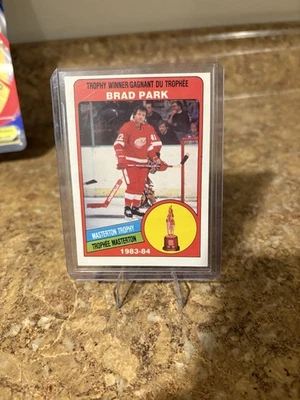 TROPHY WINNER/GAGNANT DU TROPHÉE
BRAD PARK
MASTERTON TROPHY
TROPHÉE MASTERTON
1983-84